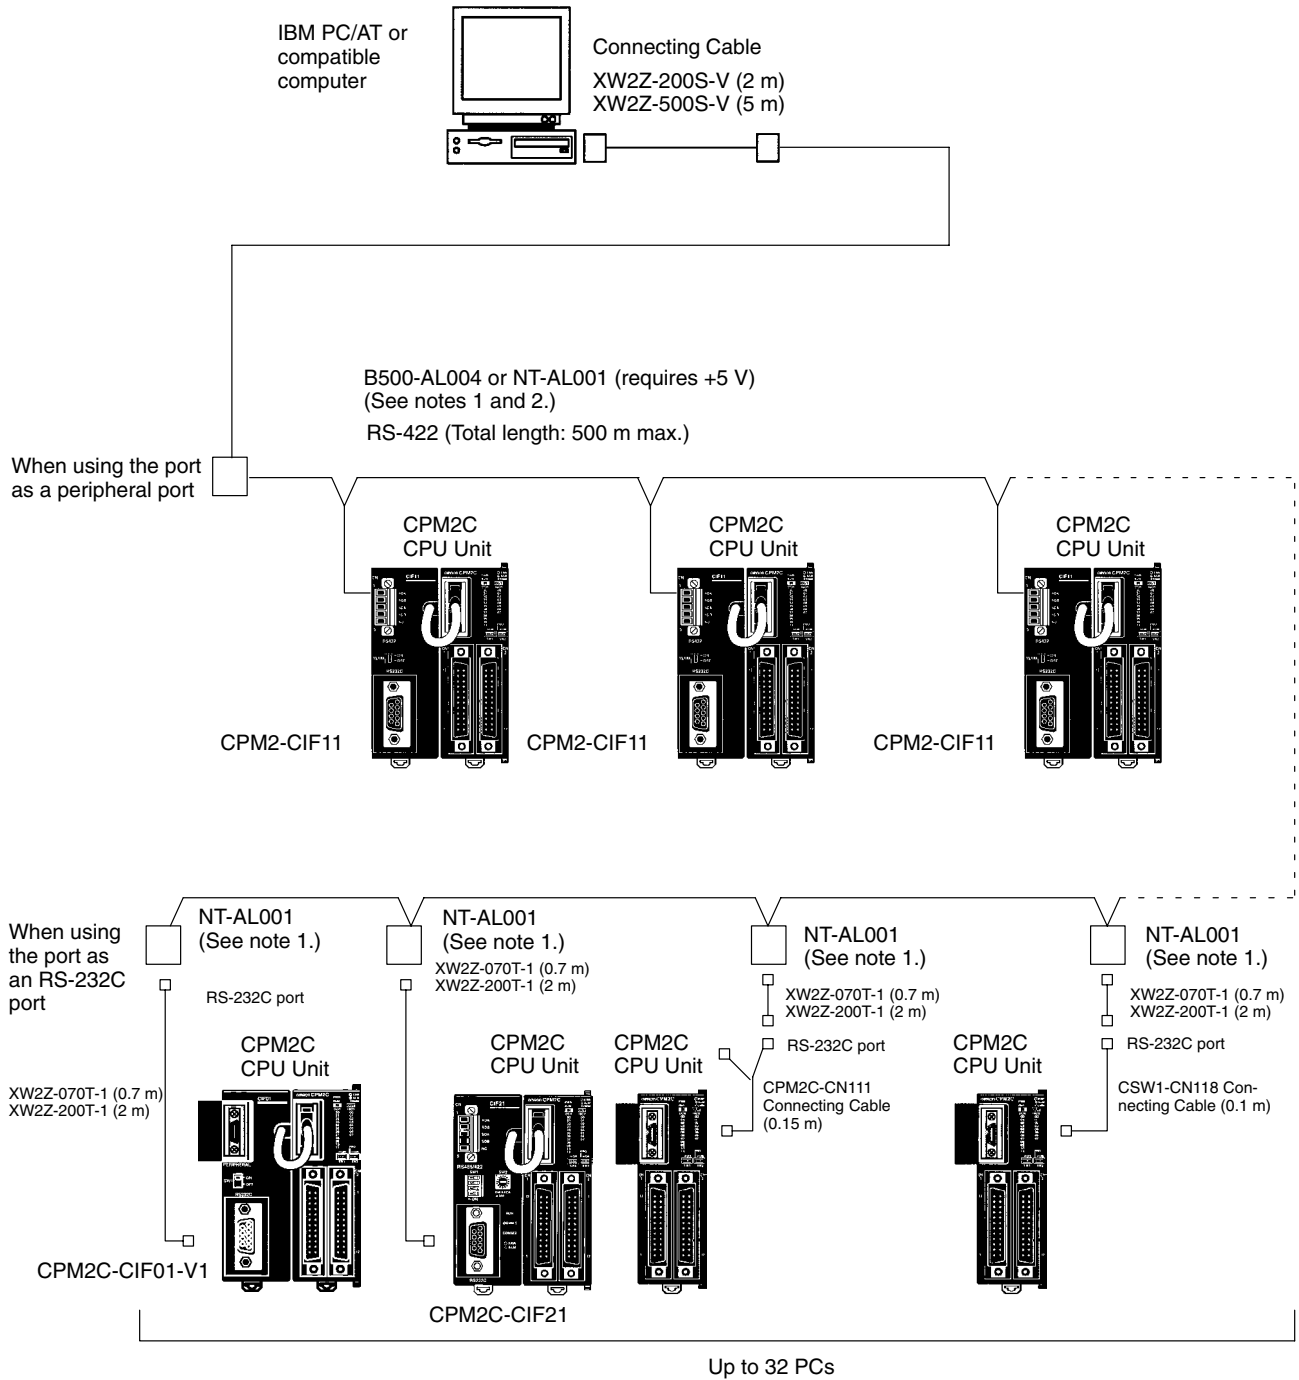 IBM PC/AT or
compatible
computer
Connecting Cable
XW2Z-200S-V (2 m)
XW2Z-500S-V (5 m)
B500-AL004 or NT-AL001 (requires +5 V)
(See notes 1 and 2.)
RS-422 (Total length: 500 m max.)
When using the port
as a peripheral port
CPM2C
CPU Unit
CPM2C
CPU Unit
CPM2C
CPU Unit
CIF11
CIF11
CIF11
CPM2-CIF11
CPM2-CIF11
CPM2-CIF11
When using
the port as
an RS-232C
port
NT-AL001
(See note 1.)
NT-AL001
(See note 1.)
NT-AL001
(See note 1.)
NT-AL001
(See note 1.)
RS-232C port
XW2Z-070T-1 (0.7 m)
XW2Z-200T-1 (2 m)
XW2Z-070T-1 (0.7 m)
XW2Z-200T-1 (2 m)
XW2Z-070T-1 (0.7 m)
XW2Z-200T-1 (2 m)
RS-232C port
RS-232C port
CPM2C
CPU Unit
CPM2C
CPU Unit
CPM2C
CPU Unit
CPM2C
CPU Unit
XW2Z-070T-1 (0.7 m)
XW2Z-200T-1 (2 m)
CPM2C-CN111
Connecting Cable
(0.15 m)
CSW1-CN118 Con-
necting Cable (0.1 m)
CIF01
CIF21
PERIPHERAL
RS232C
CPM2C-CIF01-V1
CPM2C-CIF21
Up to 32 PCs